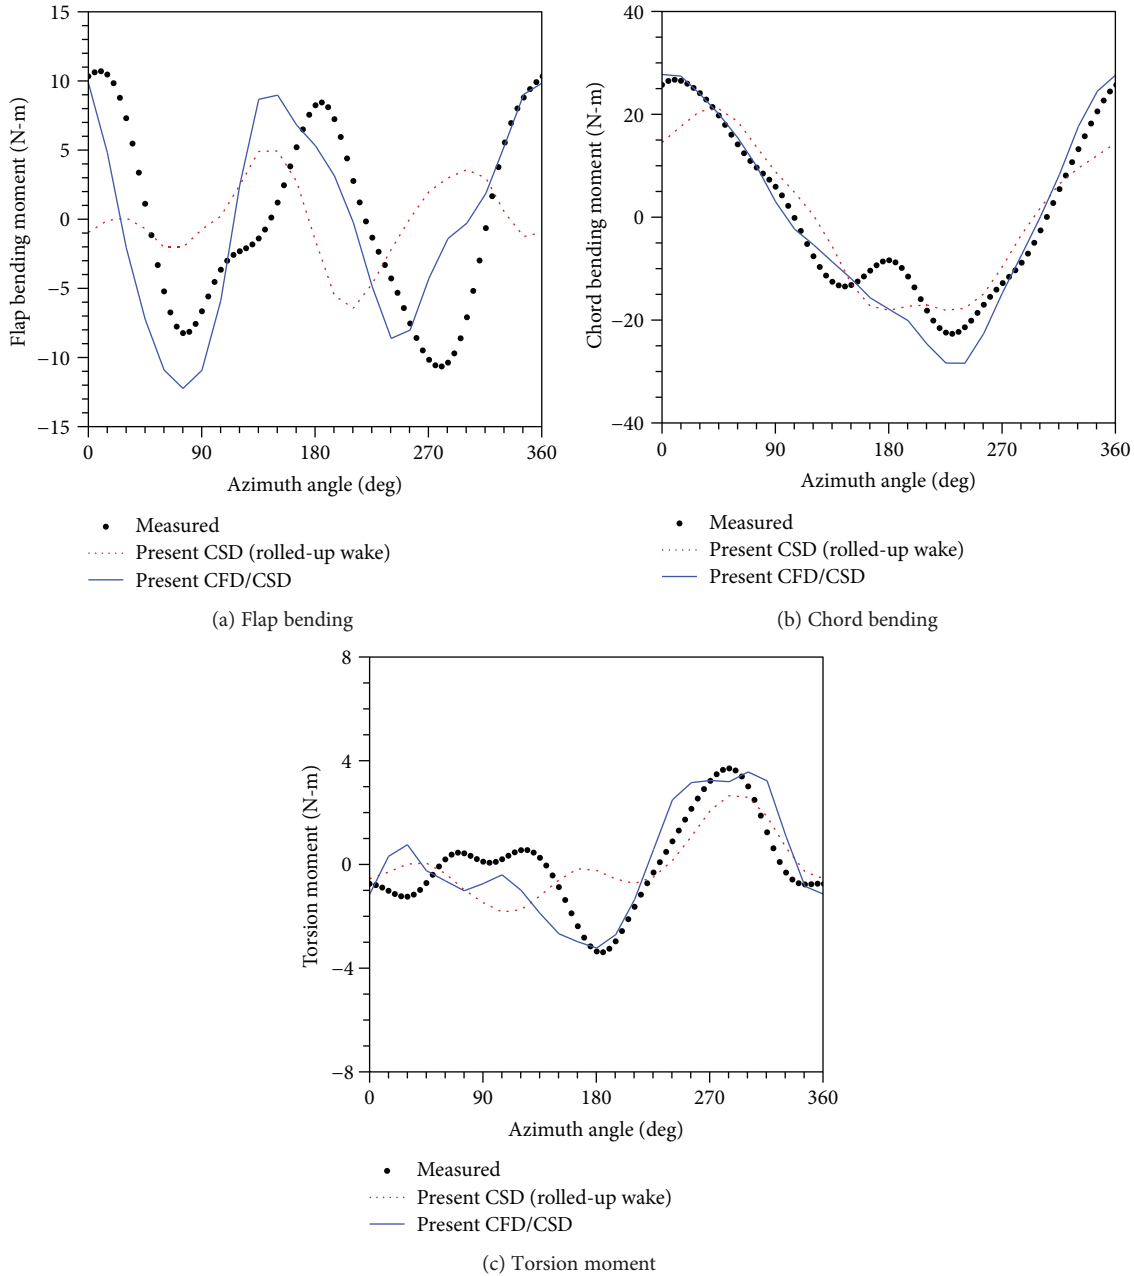 15
10
5
0
−5
−10
−15
Flap bending moment (N-m)
0 90 180 270 360
Azimuth angle (deg)
Measured
Present CSD (rolled-up wake)
Present CFD/CSD
(a) Flap bending
40
20
0
−20
−40
Chord bending moment (N-m)
0 90 180 270 360
Azimuth angle (deg)
Measured
Present CSD (rolled-up wake)
Present CFD/CSD
(b) Chord bending
8
4
0
−4
−8
Torsion moment (N-m)
0 90 180 270 360
Azimuth angle (deg)
Measured
Present CSD (rolled-up wake)
Present CFD/CSD
(c) Torsion moment